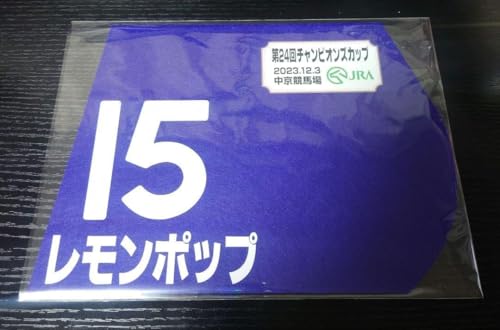 第24回チャンピオンズカップ
2023.12.3
中京競馬場 JRA
15
レモンポップ